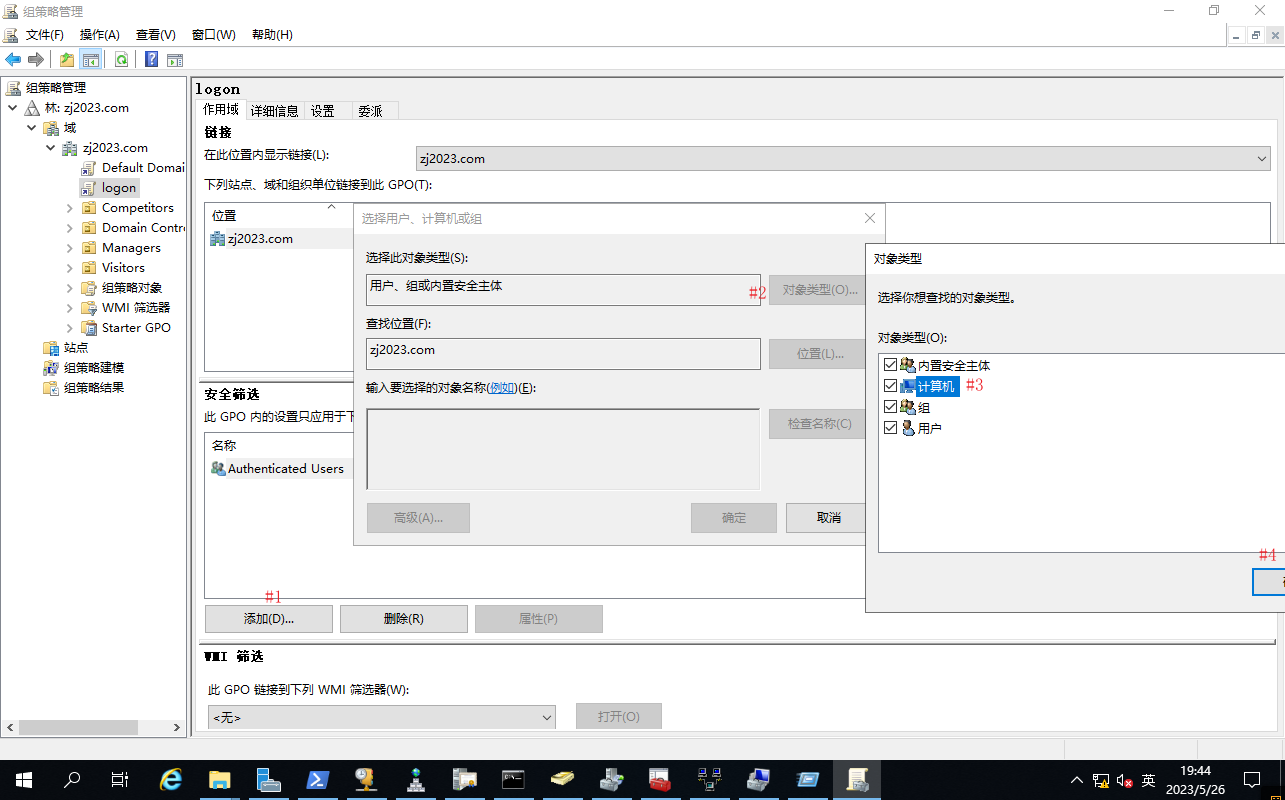 组策略管理
文件(F) 操作(A) 查看(V) 窗口(W) 帮助(H)
组策略管理
林: zj2023.com
域
zj2023.com
Default Domai
logon
Competitors
Domain Contr
Managers
Visitors
组策略对象
WMI 筛选器
Starter GPO
站点
组策略建模
组策略结果
logon
作用域 详细信息 设置 委派
链接
在此位置内显示链接(L): zj2023.com
下列站点、域和组织单位链接到此 GPO(T):
位置
zj2023.com
安全筛选
此 GPO 内的设置只应用于下
名称
Authenticated Users
#1
添加(D)... 删除(R) 属性(P)
WMI 筛选
此 GPO 链接到下列 WMI 筛选器(W):
<无> 打开(O)
选择用户、计算机或组
选择此对象类型(S):
用户、组或内置安全主体 #2 对象类型(O)...
查找位置(F):
zj2023.com 位置(L)...
输入要选择的对象名称(例如)(E):
检查名称(C)
高级(A)... 确定 取消
对象类型
选择你想查找的对象类型。
对象类型(O):
内置安全主体
计算机 #3
组
用户
#4
英
19:44
2023/5/26